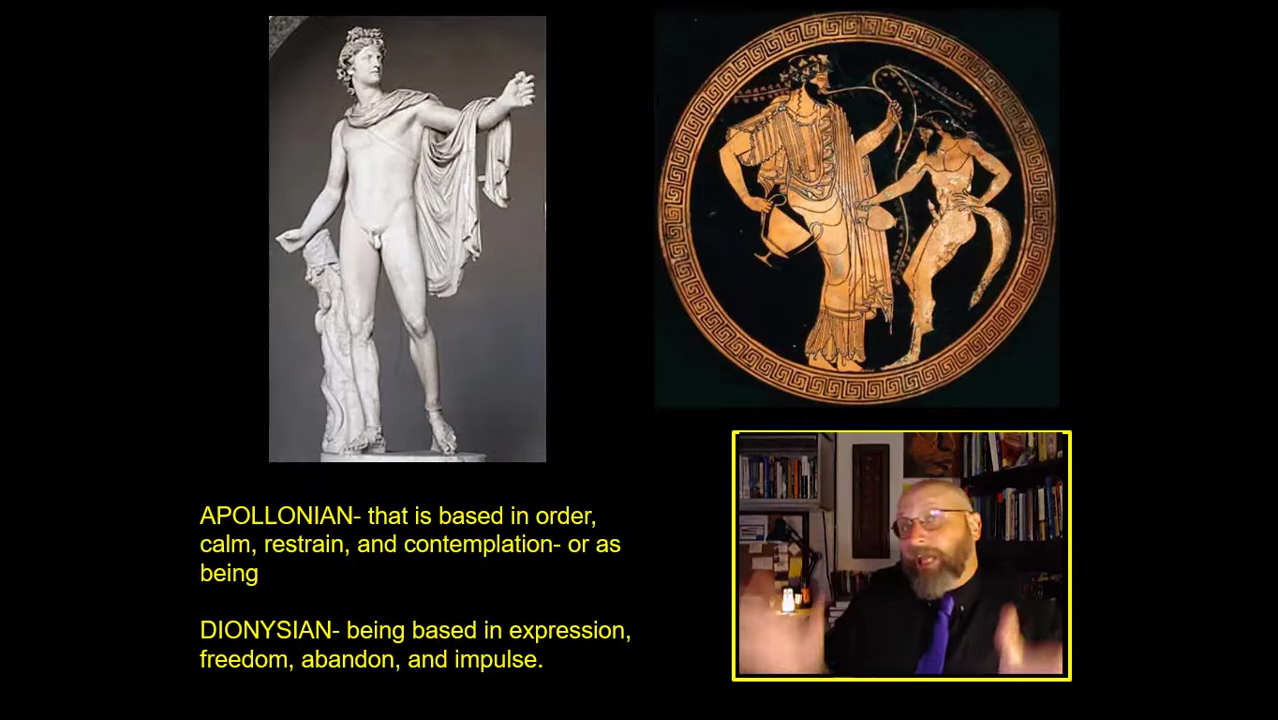 APOLLONIAN- that is based in order,
calm, restrain, and contemplation- or as
being
DIONYSIAN- being based in expression,
freedom, abandon, and impulse.